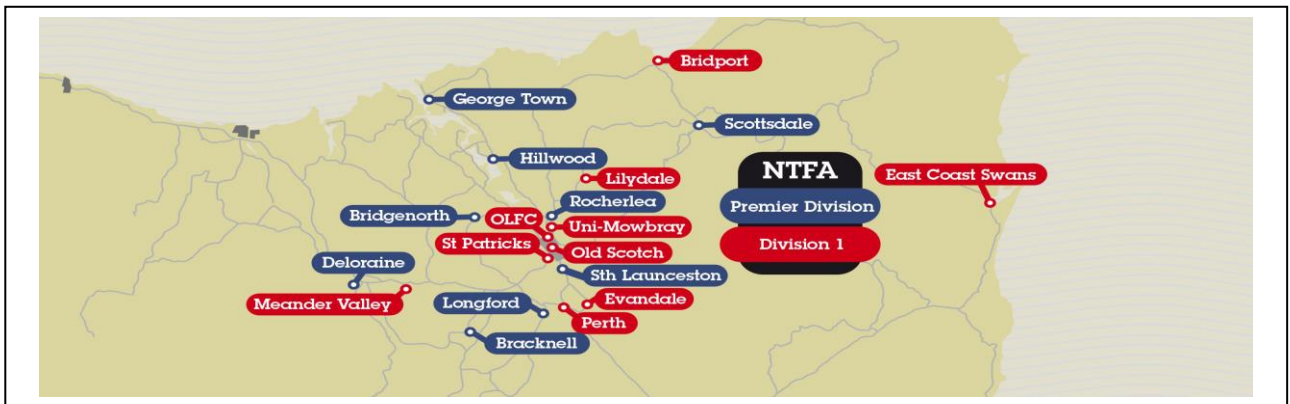 Bridport
George Town
Scottsdale
Hillwood
NTFA
East Coast Swans
Lilydale
Premier Division
Rocherlea
Bridgenorth
OLFC
Uni-Mowbray
St Patricks
Old Scotch
Division 1
Deloraine
Sth Launceston
Meander Valley
Longford
Evandale
Perth
Bracknell